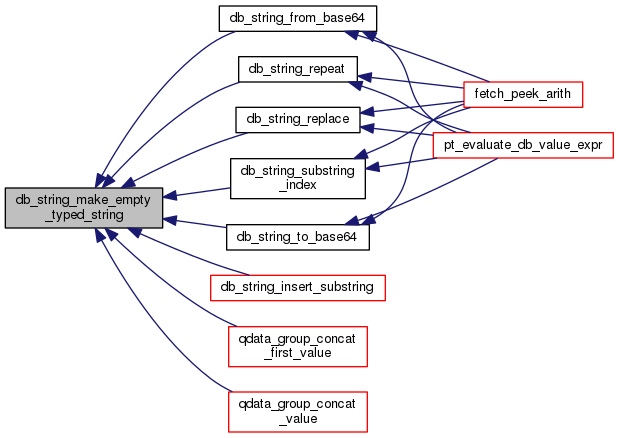 db_string_from_base64
db_string_repeat
fetch_peek_arith
db_string_replace
pt_evaluate_db_value_expr
db_string_substring
_index
db_string_make_empty
_typed_string
db_string_to_base64
db_string_insert_substring
qdata_group_concat
_first_value
qdata_group_concat
_value